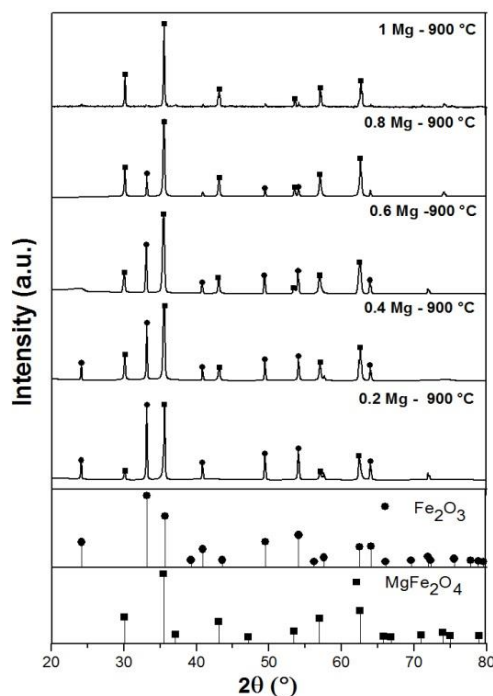 1 Mg - 900 °C
0.8 Mg - 900 °C
0.6 Mg -900 °C
0.4 Mg - 900 °C
0.2 Mg - 900 °C
Fe2O3
MgFe2O4
Intensity (a.u.)
20 30 40 50 60 70 80
2θ (°)